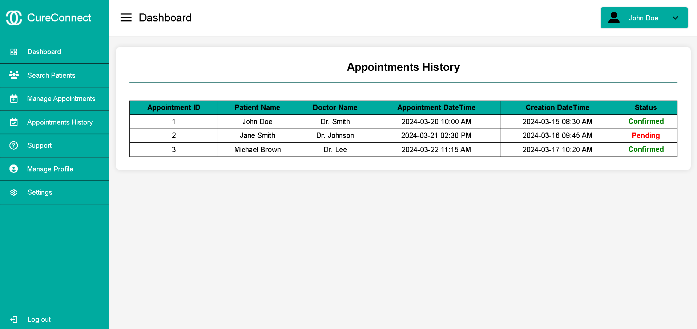 CureConnect
Dashboard
John Doe
Dashboard
Search Patients
Manage Appointments
Appointments History
Support
Manage Profile
Settings
Log out
Appointments History
Appointment ID Patient Name Doctor Name Appointment DateTime Creation DateTime Status
1 John Doe Dr. Smith 2024-03-20 10:00 AM 2024-03-15 08:30 AM Confirmed
2 Jane Smith Dr. Johnson 2024-03-21 02:30 PM 2024-03-16 09:45 AM Pending
3 Michael Brown Dr. Lee 2024-03-22 11:15 AM 2024-03-17 10:20 AM Confirmed